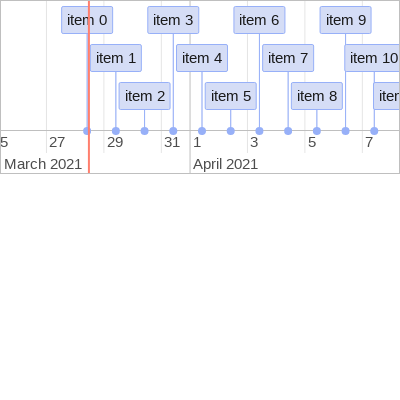 item 0 item 3 item 6 item 9
item 1 item 4 item 7 item 10
item 2 item 5 item 8
27 29 31 1 3 5 7
March 2021 April 2021